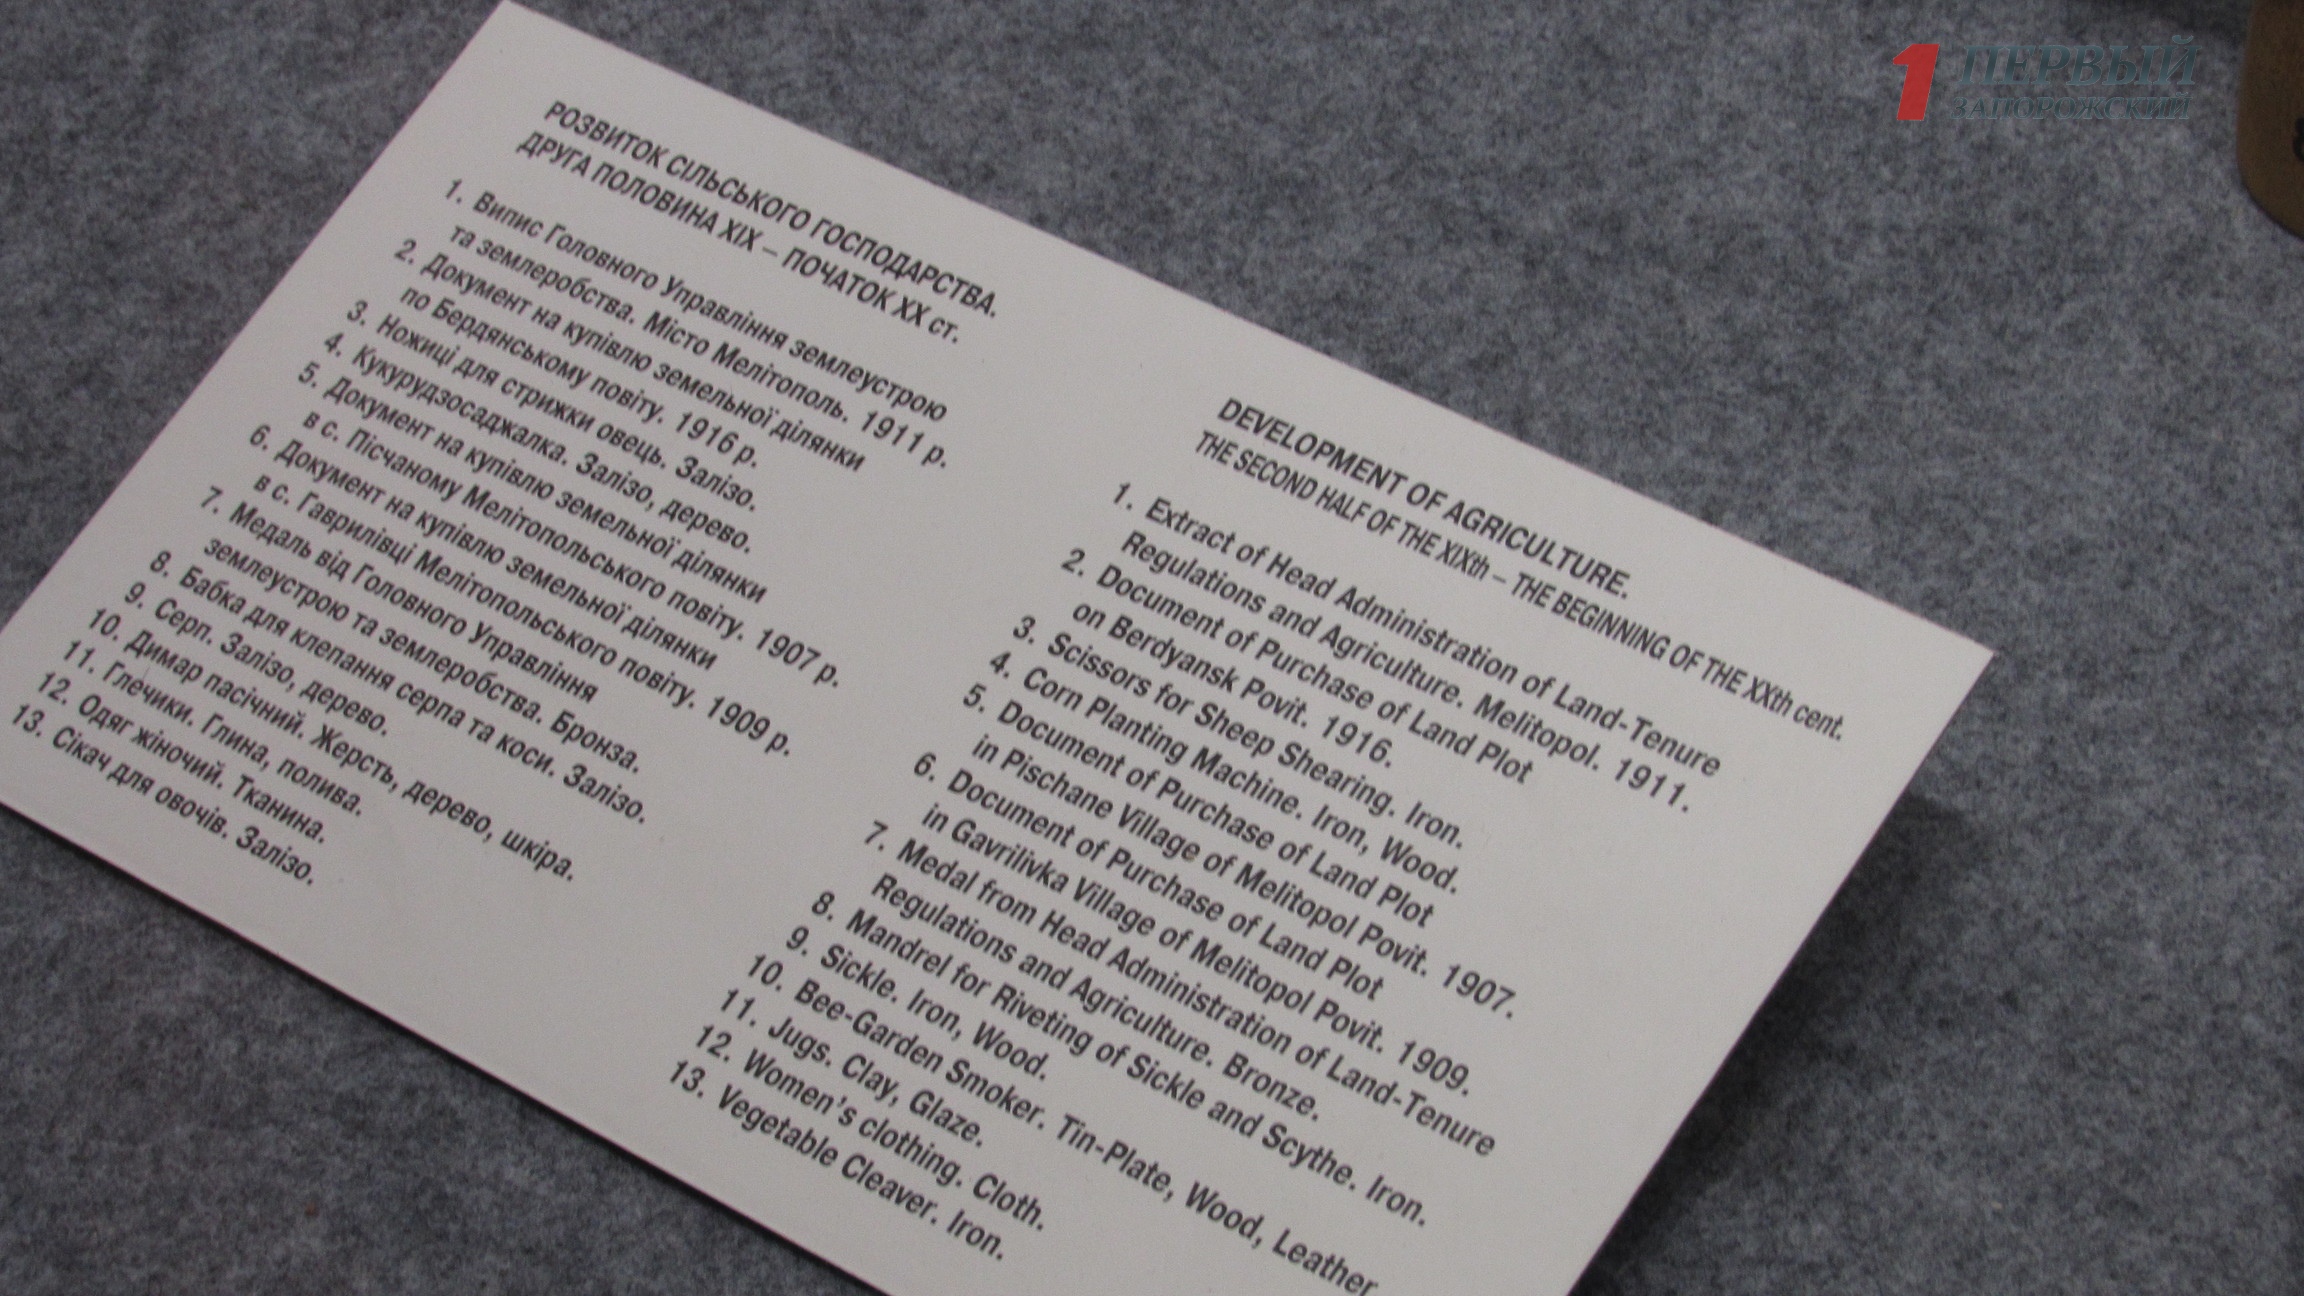 1 ПЕРВЫЙ
ЗАПОРОЖСКИЙ
РОЗВИТОК СІЛЬСЬКОГО ГОСПОДАРСТВА.
ДРУГА ПОЛОВИНА XIX – ПОЧАТОК XX ст.
1. Випис Головного Управління землеустрою
та землеробства. Місто Мелітополь. 1911 р.
2. Документ на купівлю земельної ділянки
по Бердянському повіту. 1916 р.
3. Ножиці для стрижки овець. Залізо.
4. Кукурудзосаджалка. Залізо, дерево.
5. Документ на купівлю земельної ділянки
в с. Пісчаному Мелітопольського повіту. 1907 р.
6. Документ на купівлю земельної ділянки
в с. Гаврилівці Мелітопольського повіту. 1909 р.
7. Медаль від Головного Управління
землеустрою та землеробства. Бронза.
8. Бабка для клепання серпа та коси. Залізо.
9. Серп. Залізо, дерево.
10. Димар пасічний. Жерсть, дерево, шкіра.
11. Глечики. Глина, полива.
12. Одяг жіночий. Тканина.
13. Сікач для овочів. Залізо.
DEVELOPMENT OF AGRICULTURE.
THE SECOND HALF OF THE XIXth – THE BEGINNING OF THE XXth cent.
1. Extract of Head Administration of Land-Tenure
Regulations and Agriculture. Melitopol. 1911.
2. Document of Purchase of Land Plot
on Berdyansk Povit. 1916.
3. Scissors for Sheep Shearing. Iron.
4. Corn Planting Machine. Iron, Wood.
5. Document of Purchase of Land Plot
in Pischane Village of Melitopol Povit. 1907.
6. Document of Purchase of Land Plot
in Gavrilivka Village of Melitopol Povit. 1909.
7. Medal from Head Administration of Land-Tenure
Regulations and Agriculture. Bronze.
8. Mandrel for Riveting of Sickle and Scythe. Iron.
9. Sickle. Iron, Wood.
10. Bee-Garden Smoker. Tin-Plate, Wood, Leather
11. Jugs. Clay, Glaze.
12. Women's clothing. Cloth.
13. Vegetable Cleaver. Iron.